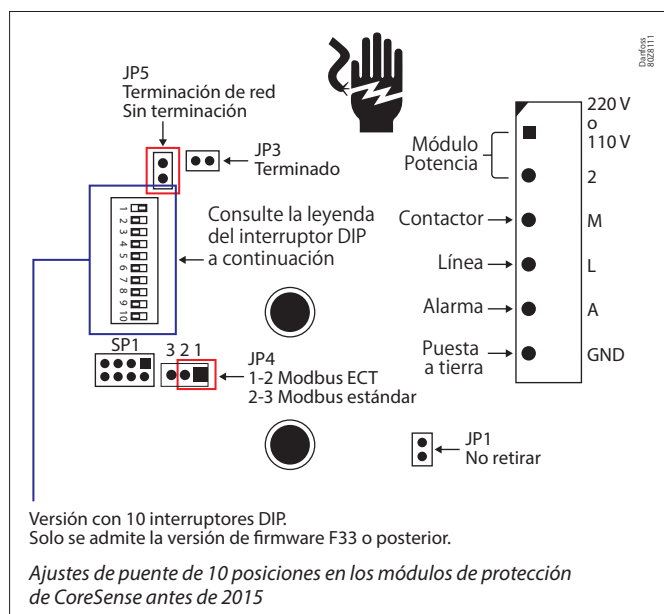 Danfoss
80Z8111
JP5
Terminación de red
Sin terminación
JP3
Terminado
220 V
o
110 V
Módulo
Potencia
2
Contactor
M
Línea
L
Alarma
A
Puesta
a tierra
GND
1
2
3
4
5
6
7
8
9
10
Consulte la leyenda
del interruptor DIP
a continuación
SP1
3 2 1
JP4
1-2 Modbus ECT
2-3 Modbus estándar
JP1
No retirar
Versión con 10 interruptores DIP.
Solo se admite la versión de firmware F33 o posterior.
Ajustes de puente de 10 posiciones en los módulos de protección
de CoreSense antes de 2015